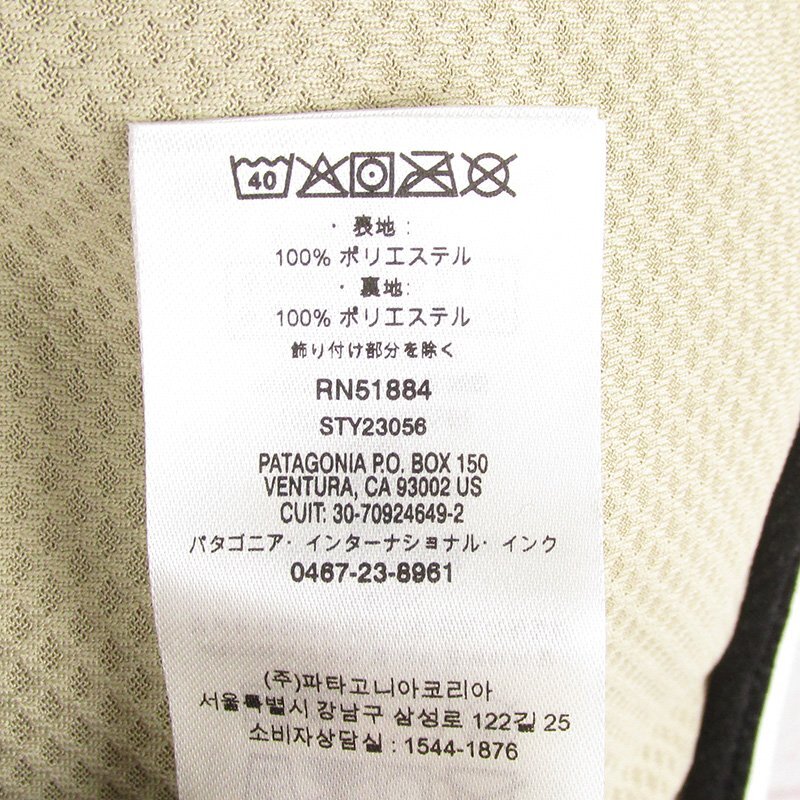 40
・表地:
100% ポリエステル
・裏地:
100% ポリエステル
飾り付け部分を除く
RN51884
STY23056
PATAGONIA P.O. BOX 150
VENTURA, CA 93002 US
CUIT: 30-70924649-2
パタゴニア・インターナショナル・インク
0467-23-8961
(주)파타고니아코리아
서울특별시 강남구 삼성로 122길 25
소비자상담실 : 1544-1876